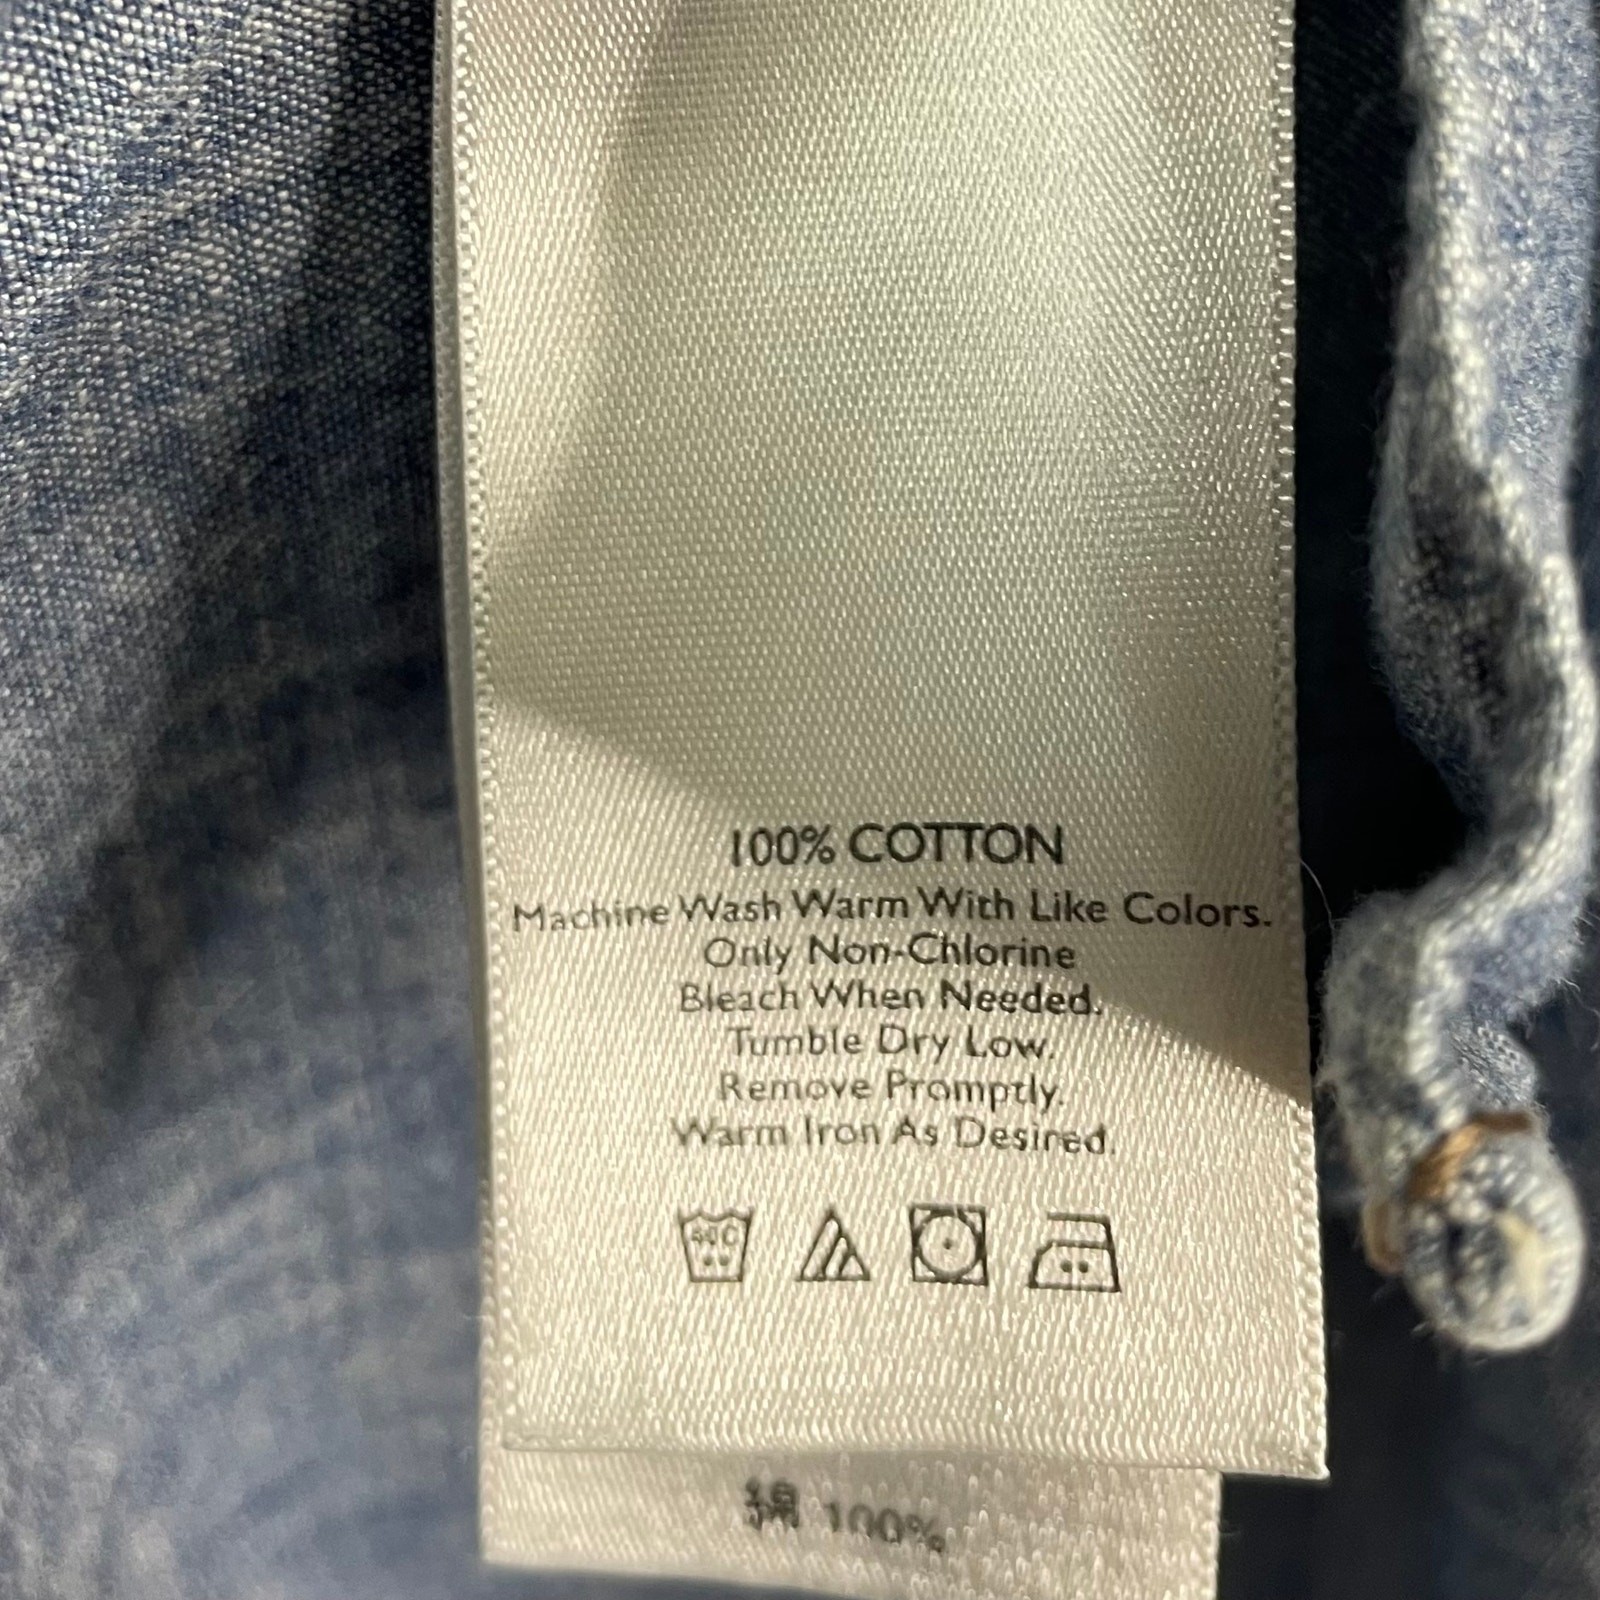 100% COTTON
Machine Wash Warm With Like Colors.
Only Non-Chlorine
Bleach When Needed.
Tumble Dry Low.
Remove Promptly.
Warm Iron As Desired.
40C
綿 100%